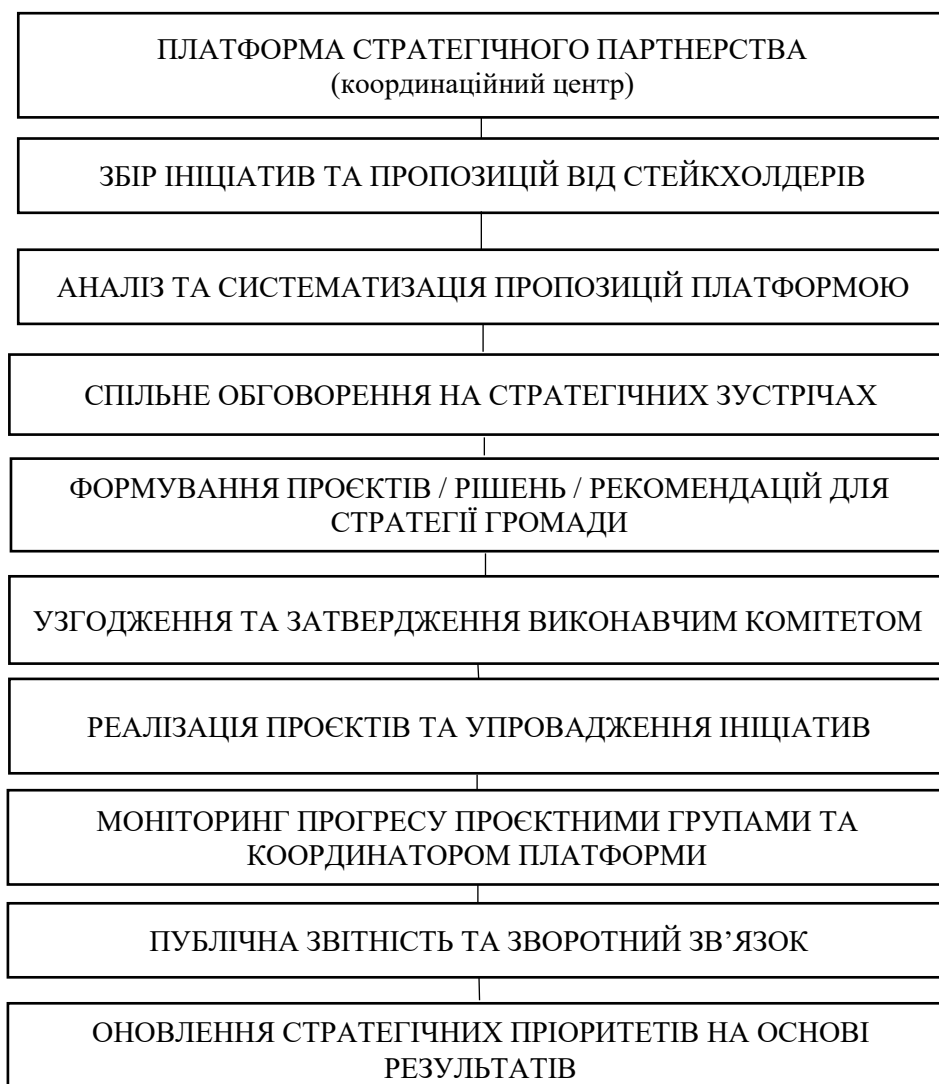 ПЛАТФОРМА СТРАТЕГІЧНОГО ПАРТНЕРСТВА
(координаційний центр)
ЗБІР ІНІЦІАТИВ ТА ПРОПОЗИЦІЙ ВІД СТЕЙКХОЛДЕРІВ
АНАЛІЗ ТА СИСТЕМАТИЗАЦІЯ ПРОПОЗИЦІЙ ПЛАТФОРМОЮ
СПІЛЬНЕ ОБГОВОРЕННЯ НА СТРАТЕГІЧНИХ ЗУСТРІЧАХ
ФОРМУВАННЯ ПРОЄКТІВ / РІШЕНЬ / РЕКОМЕНДАЦІЙ ДЛЯ
СТРАТЕГІЇ ГРОМАДИ
УЗГОДЖЕННЯ ТА ЗАТВЕРДЖЕННЯ ВИКОНАВЧИМ КОМІТЕТОМ
РЕАЛІЗАЦІЯ ПРОЄКТІВ ТА УПРОВАДЖЕННЯ ІНІЦІАТИВ
МОНІТОРИНГ ПРОГРЕСУ ПРОЄКТНИМИ ГРУПАМИ ТА
КООРДИНАТОРОМ ПЛАТФОРМИ
ПУБЛІЧНА ЗВІТНІСТЬ ТА ЗВОРОТНИЙ ЗВ’ЯЗОК
ОНОВЛЕННЯ СТРАТЕГІЧНИХ ПРІОРИТЕТІВ НА ОСНОВІ
РЕЗУЛЬТАТІВ